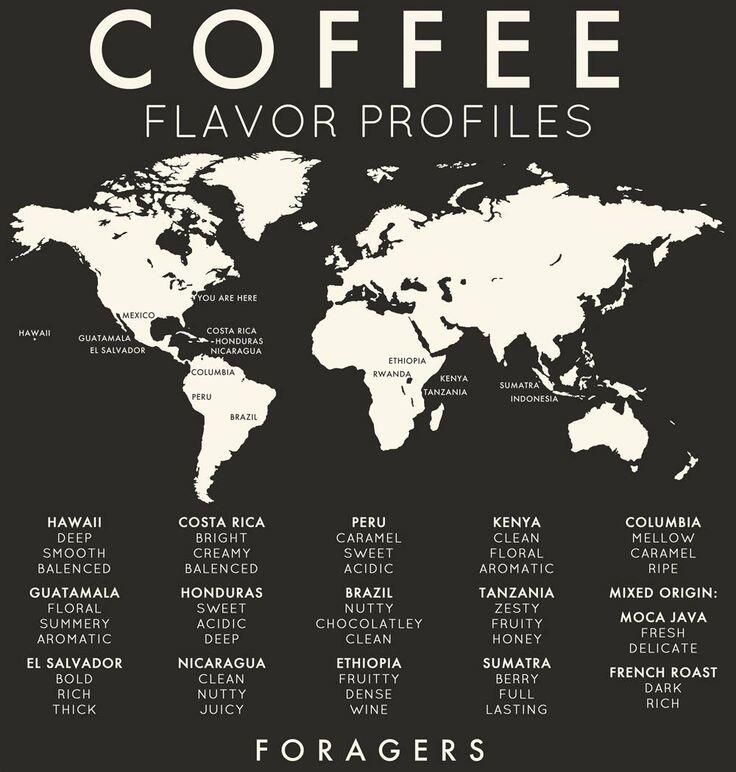 COFFEE
FLAVOR PROFILES
YOU ARE HERE
MEXICO
HAWAII
GUATAMALA
EL SALVADOR
COSTA RICA
HONDURAS
NICARAGUA
COLUMBIA
PERU
BRAZIL
ETHIOPIA
RWANDA
KENYA
TANZANIA
SUMATRA
INDONESIA
HAWAII
DEEP
SMOOTH
BALENCED
GUATAMALA
FLORAL
SUMMERY
AROMATIC
EL SALVADOR
BOLD
RICH
THICK
COSTA RICA
BRIGHT
CREAMY
BALENCED
HONDURAS
SWEET
ACIDIC
DEEP
NICARAGUA
CLEAN
NUTTY
JUICY
PERU
CARAMEL
SWEET
ACIDIC
BRAZIL
NUTTY
CHOCOLATLEY
CLEAN
ETHIOPIA
FRUITTY
DENSE
WINE
KENYA
CLEAN
FLORAL
AROMATIC
TANZANIA
ZESTY
FRUITY
HONEY
SUMATRA
BERRY
FULL
LASTING
COLUMBIA
MELLOW
CARAMEL
RIPE
MIXED ORIGIN:
MOCA JAVA
FRESH
DELICATE
FRENCH ROAST
DARK
RICH
FORAGERS